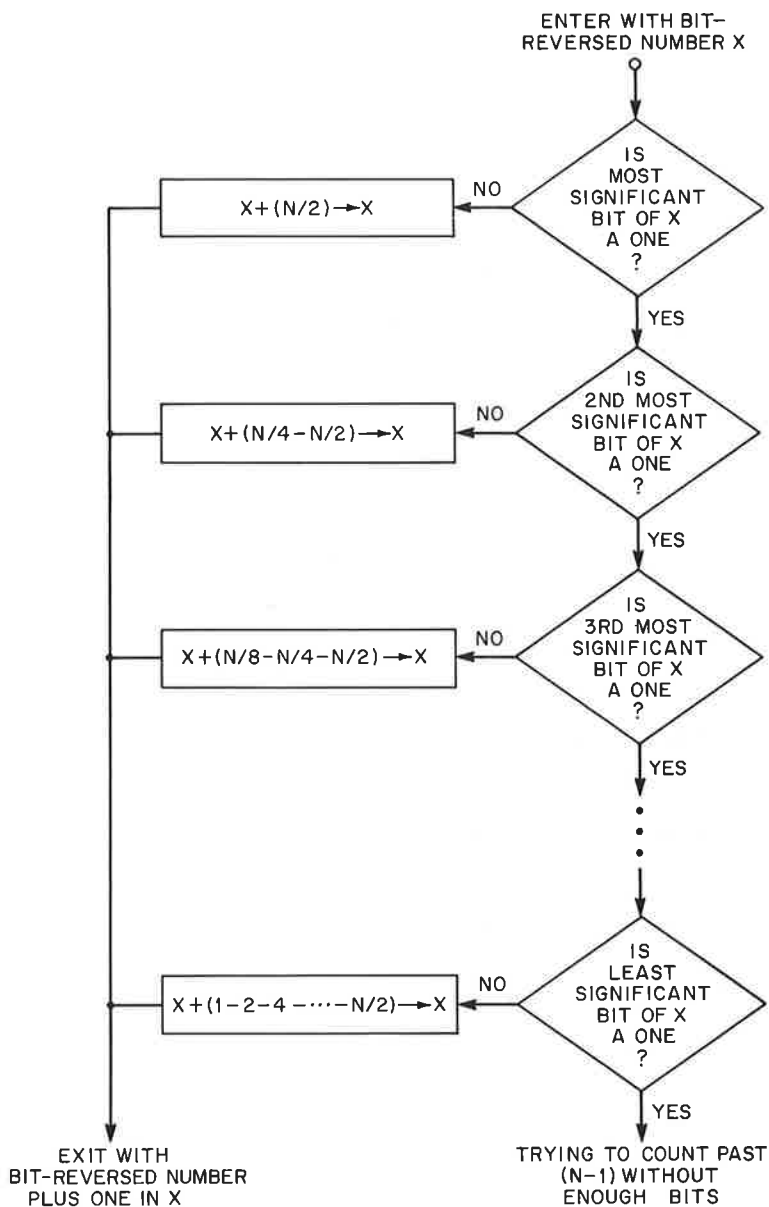 ENTER WITH BIT-
REVERSED NUMBER X
IS
MOST
SIGNIFICANT
BIT OF X
A ONE
?
NO
X+(N/2)→X
YES
IS
2ND MOST
SIGNIFICANT
BIT OF X
A ONE
?
NO
X+(N/4-N/2)→X
YES
IS
3RD MOST
SIGNIFICANT
BIT OF X
A ONE
?
NO
X+(N/8-N/4-N/2)→X
YES
IS
LEAST
SIGNIFICANT
BIT OF X
A ONE
?
NO
X+(1-2-4-···-N/2)→X
YES
EXIT WITH
BIT-REVERSED NUMBER
PLUS ONE IN X
TRYING TO COUNT PAST
(N-1) WITHOUT
ENOUGH BITS